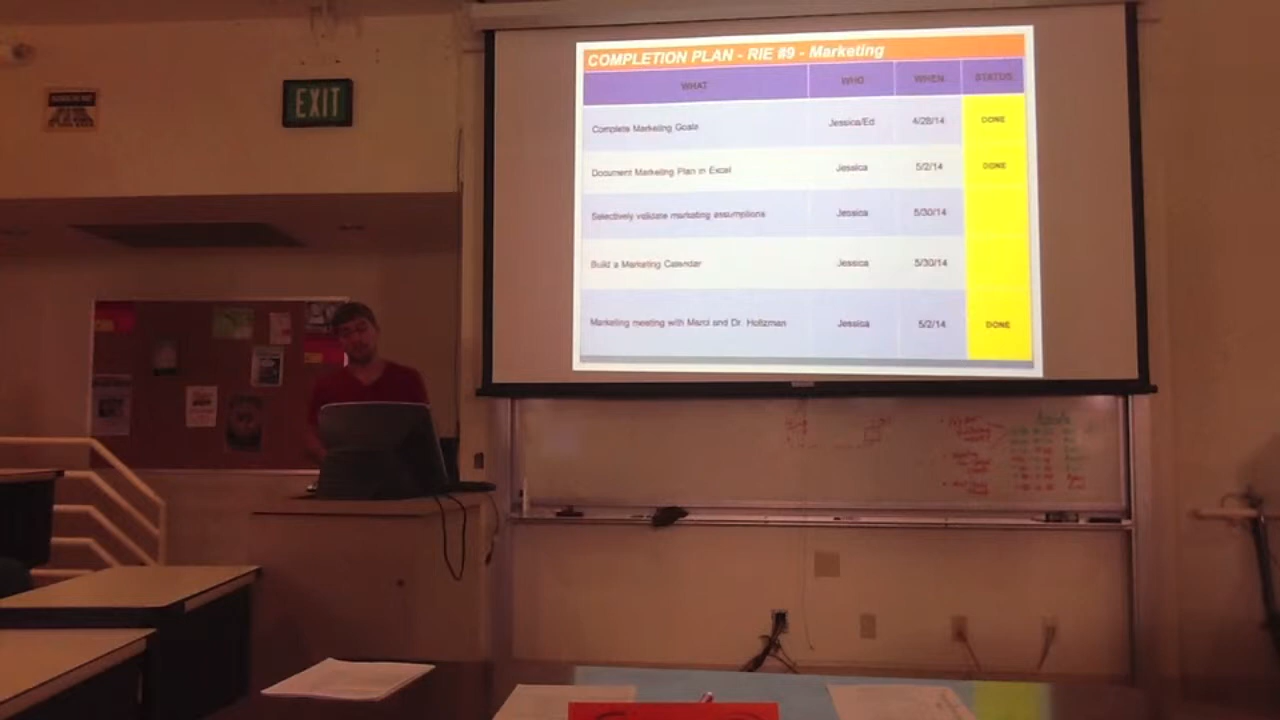 EXIT
COMPLETION PLAN - RIE #9 - Marketing
WHAT WHO WHEN STATUS
Complete Marketing Goals Jessica/Ed 4/28/14 DONE
Document Marketing Plan in Excel Jessica 5/2/14 DONE
Selectively validate marketing assumptions Jessica 5/30/14
Build a Marketing Calendar Jessica 5/30/14
Marketing meeting with Marci and Dr. Holtzman Jessica 5/2/14 DONE